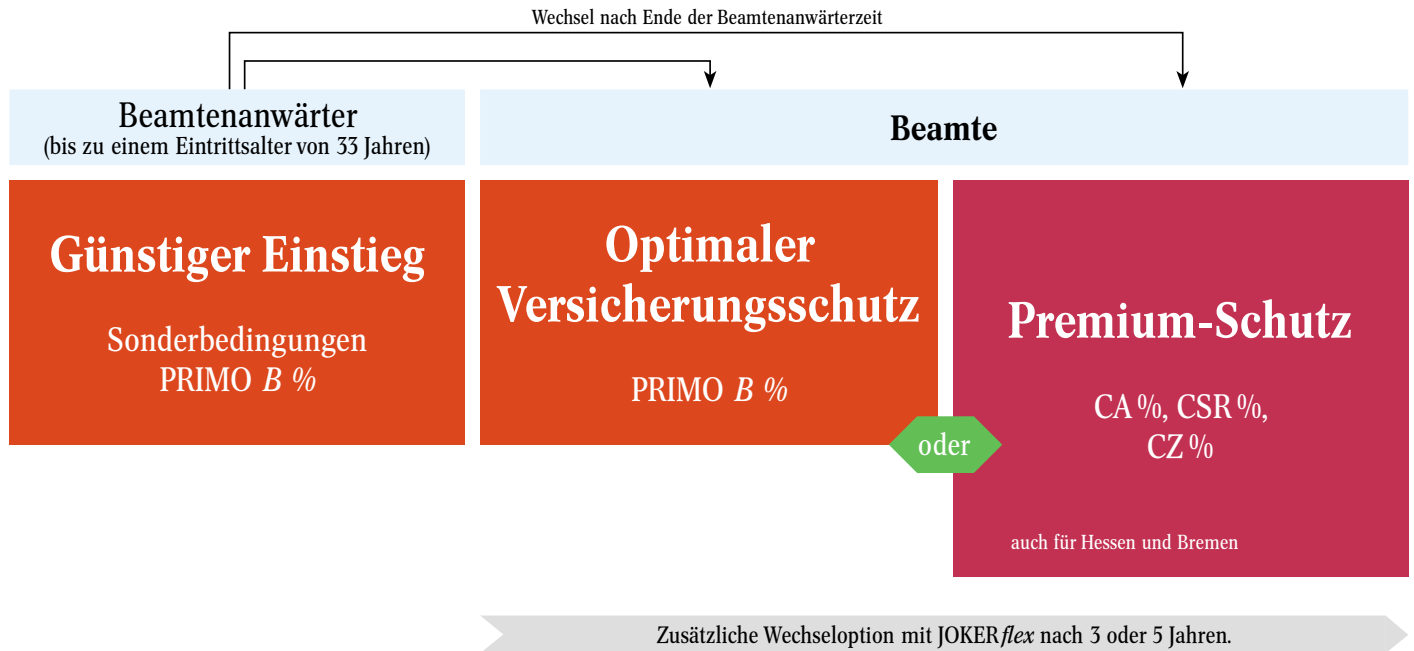 Wechsel nach Ende der Beamtenanwärterzeit
Beamtenanwärter
(bis zu einem Eintrittsalter von 33 Jahren)
Beamte
Günstiger Einstieg
Sonderbedingungen
PRIMO B %
Optimaler
Versicherungsschutz
PRIMO B %
oder
Premium-Schutz
CA %, CSR %,
CZ %
auch für Hessen und Bremen
Zusätzliche Wechseloption mit JOKERflex nach 3 oder 5 Jahren.